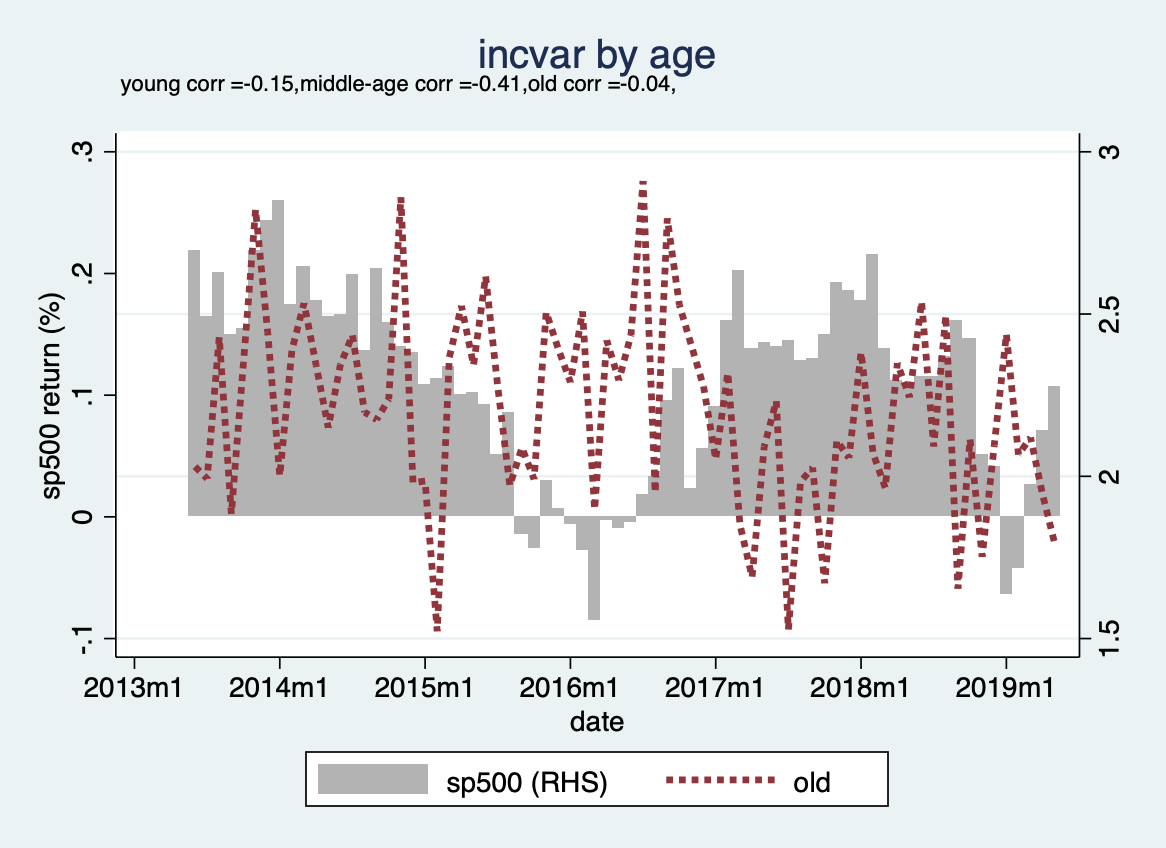 incvar by age
young corr =-0.15,middle-age corr =-0.41,old corr =-0.04,
.3
.2
.1
0
-.1
sp500 return (%)
3
2.5
2
1.5
2013m1 2014m1 2015m1 2016m1 2017m1 2018m1 2019m1
date
sp500 (RHS) old